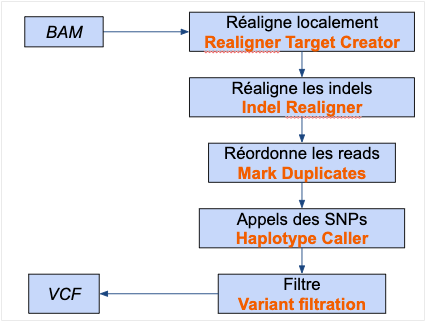 BAM
Réaligne localement
Realigner Target Creator
Réaligne les indels
Indel Realigner
Réordonne les reads
Mark Duplicates
Appels des SNPs
Haplotype Caller
Filtre
Variant filtration
VCF